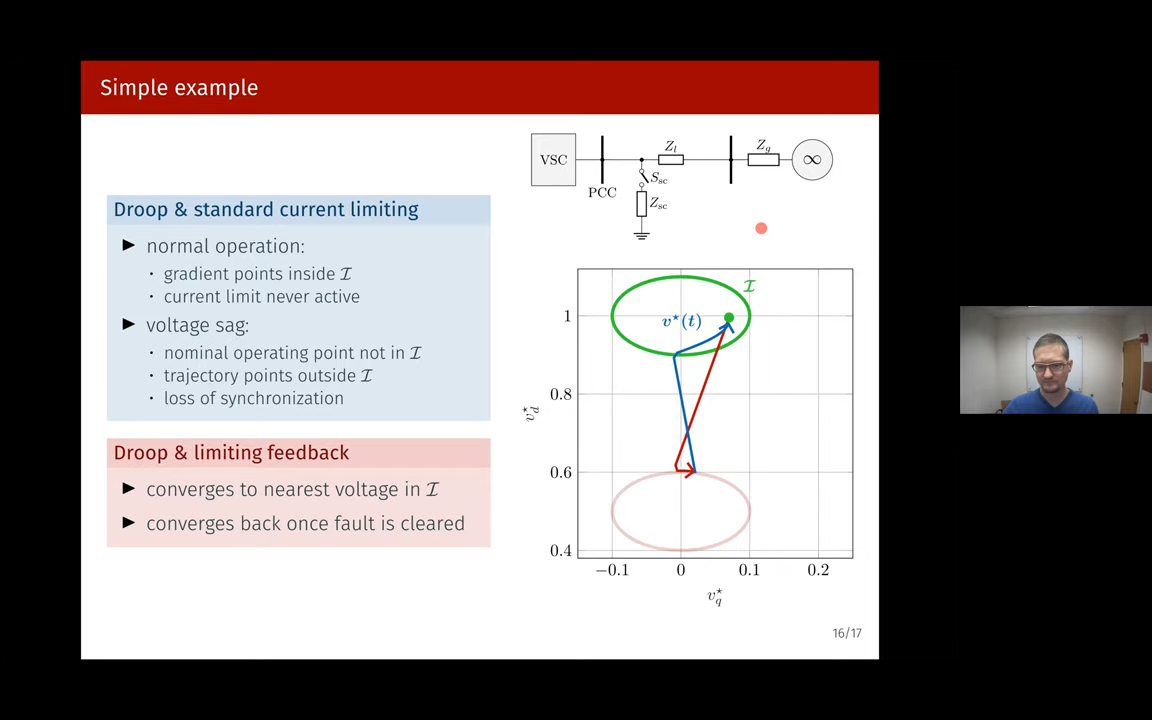 Simple example
Droop & standard current limiting
► normal operation:
· gradient points inside ℐ
· current limit never active
► voltage sag:
· nominal operating point not in ℐ
· trajectory points outside ℐ
· loss of synchronization
Droop & limiting feedback
► converges to nearest voltage in ℐ
► converges back once fault is cleared
VSC
PCC
Z_l
S_sc
Z_sc
Z_g
∞
ℐ
v*(t)
1
0.8
0.6
0.4
v_d*
−0.1 0 0.1 0.2
v_q*
16/17